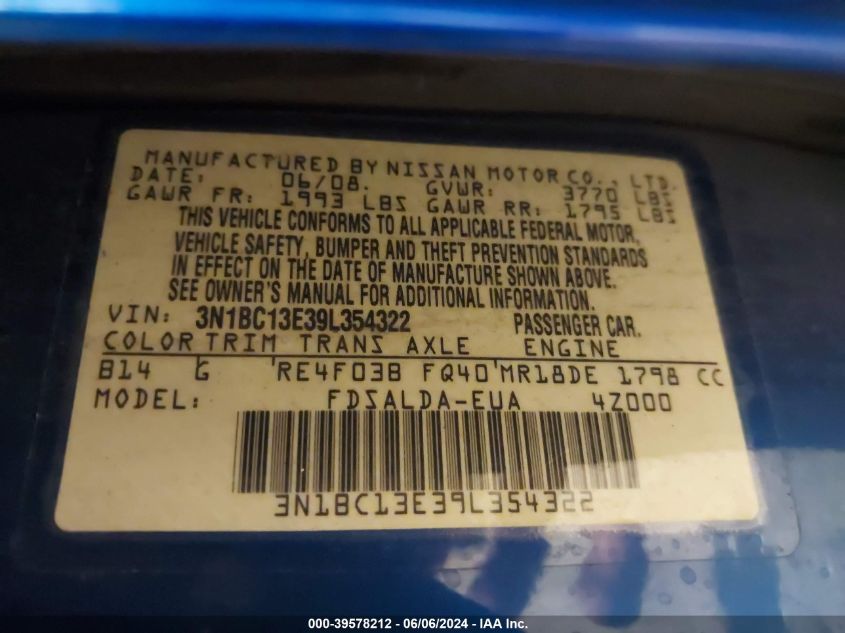 MANUFACTURED BY NISSAN MOTOR CO., LTD.
DATE: 06/08. GVWR: 3770 LBS
GAWR FR: 1993 LBS GAWR RR: 1795 LBS
THIS VEHICLE CONFORMS TO ALL APPLICABLE FEDERAL MOTOR,
VEHICLE SAFETY, BUMPER AND THEFT PREVENTION STANDARDS
IN EFFECT ON THE DATE OF MANUFACTURE SHOWN ABOVE.
SEE OWNER'S MANUAL FOR ADDITIONAL INFORMATION.
VIN: 3N1BC13E39L354322 PASSENGER CAR.
COLOR TRIM TRANS AXLE ENGINE
B14 G RE4F03B FQ40 MR18DE 1798 CC
MODEL: FDSALDA-EUA 4Z000
3N1BC13E39L354322
000-39578212 - 06/06/2024 - IAA Inc.